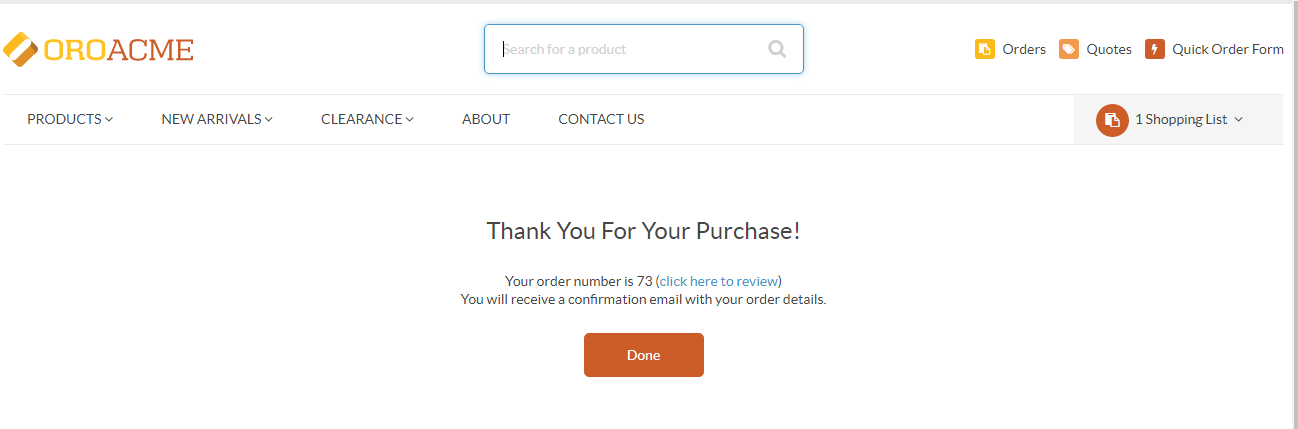 OROACME
Search for a product
Orders
Quotes
Quick Order Form
PRODUCTS
NEW ARRIVALS
CLEARANCE
ABOUT
CONTACT US
1 Shopping List
Thank You For Your Purchase!
Your order number is 73 (click here to review)
You will receive a confirmation email with your order details.
Done